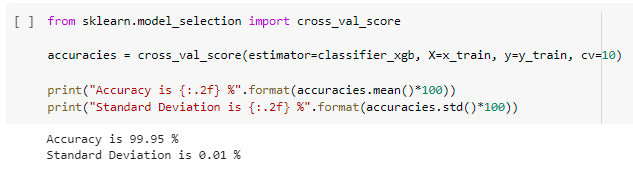 [ ] from sklearn.model_selection import cross_val_score
accuracies = cross_val_score(estimator=classifier_xgb, X=x_train, y=y_train, cv=10)
print("Accuracy is {:.2f} %".format(accuracies.mean()*100))
print("Standard Deviation is {:.2f} %".format(accuracies.std()*100))
Accuracy is 99.95 %
Standard Deviation is 0.01 %